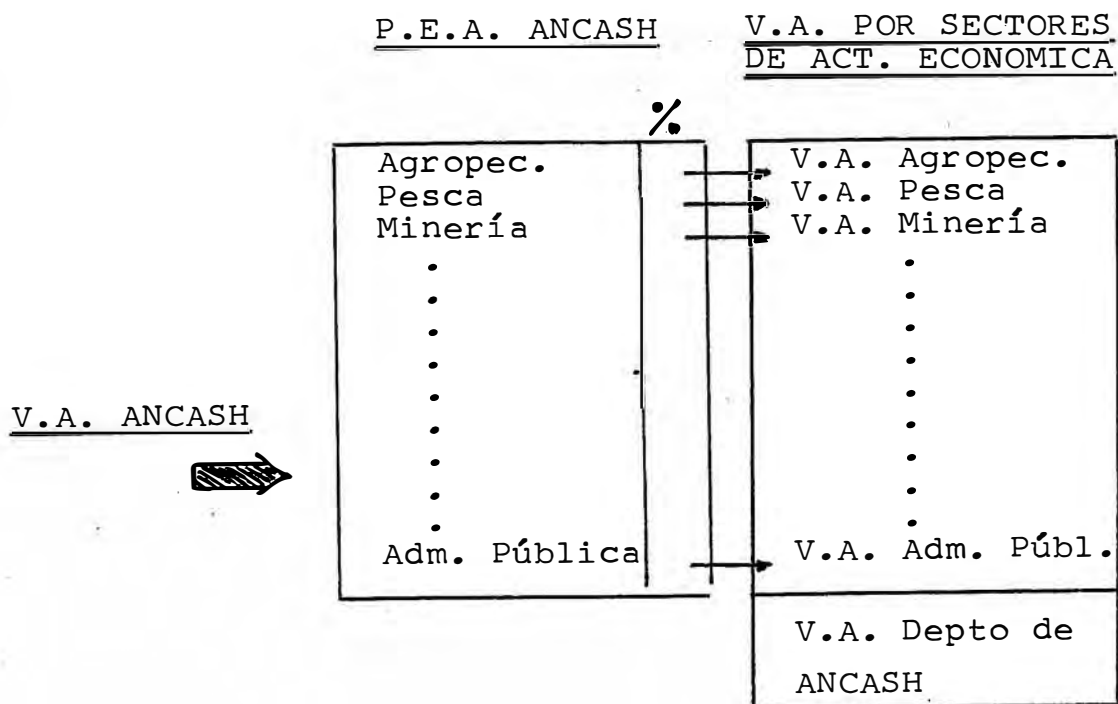 P.E.A. ANCASH
V.A. POR SECTORES
DE ACT. ECONOMICA
%
Agropec.
Pesca
Minería
Adm. Pública
V.A. ANCASH
V.A. Agropec.
V.A. Pesca
V.A. Minería
V.A. Adm. Públ.
V.A. Depto de
ANCASH